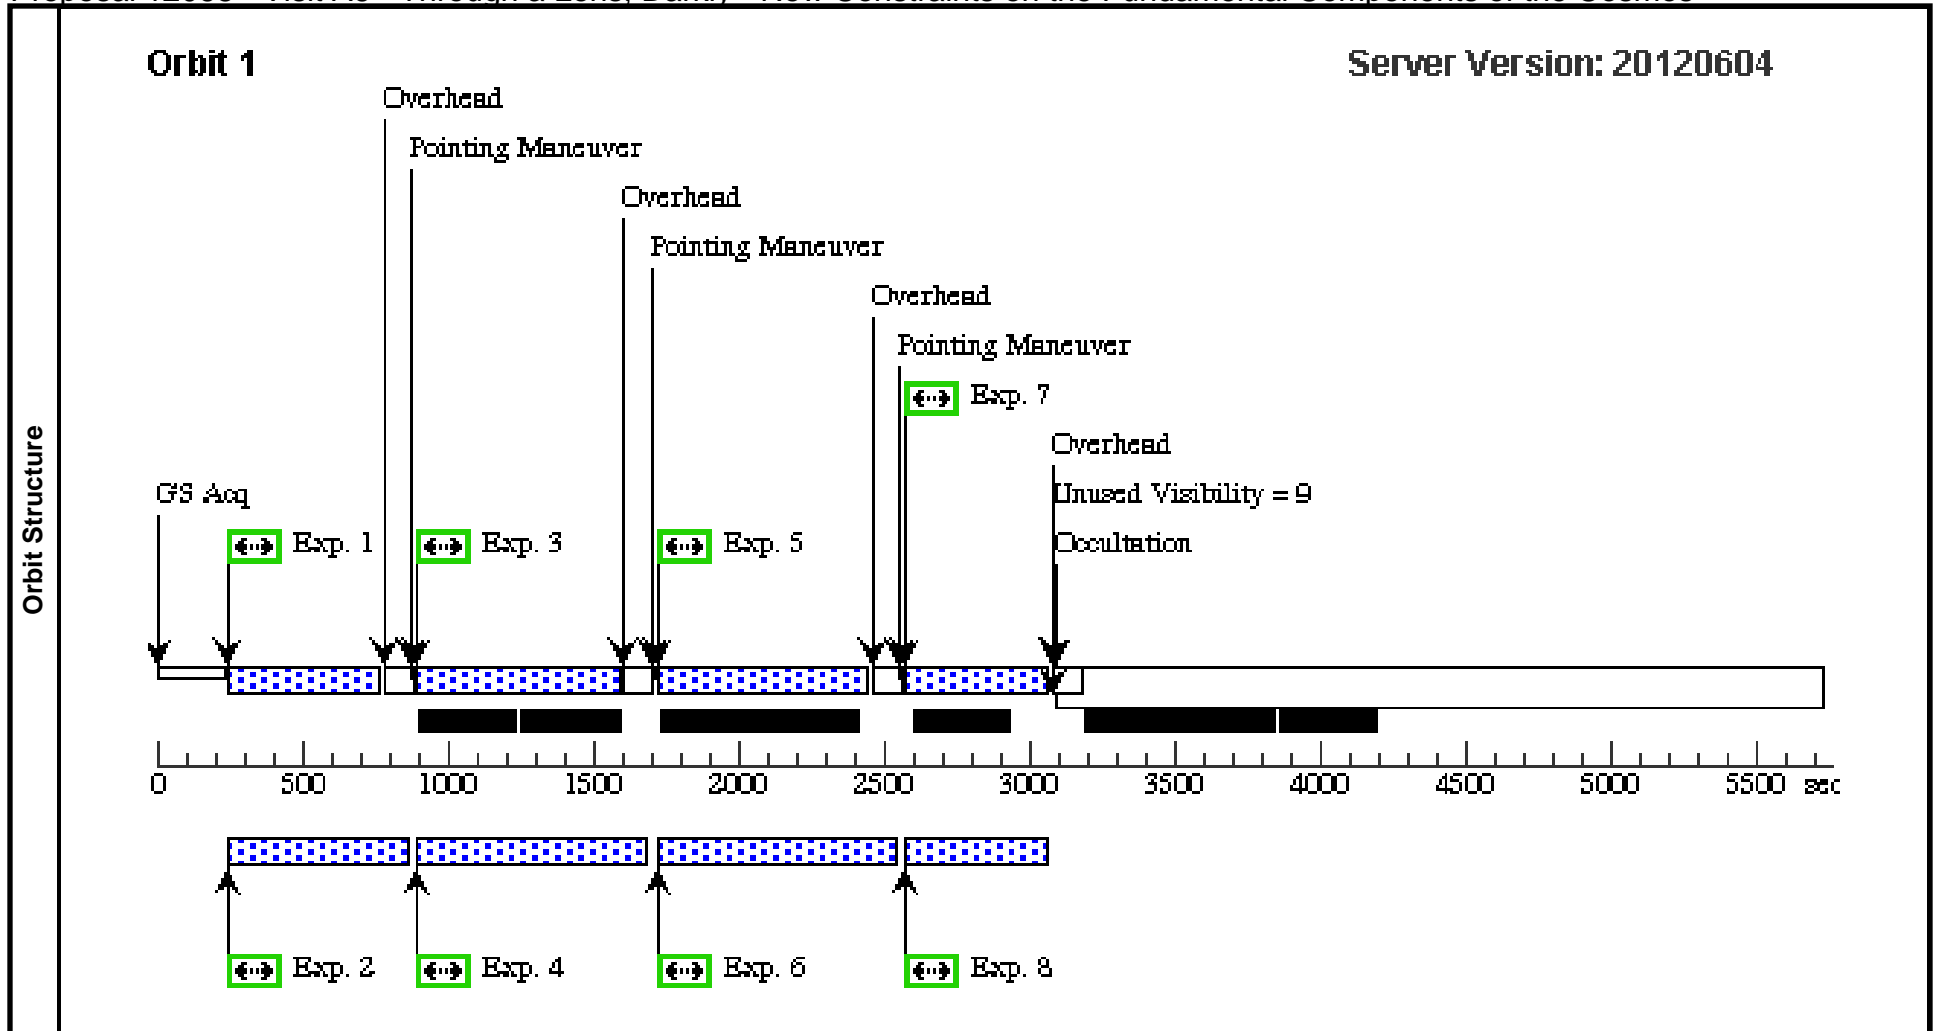 Orbit 1
Server Version: 20120604
Overhead
Pointing Maneuver
Overhead
Pointing Maneuver
Overhead
Pointing Maneuver
Exp. 7
Overhead
GS Acq
Unused Visibility = 9
Exp. 1
Exp. 3
Exp. 5
Occultation
Orbit Structure
0 500 1000 1500 2000 2500 3000 3500 4000 4500 5000 5500 sec
Exp. 2
Exp. 4
Exp. 6
Exp. 8